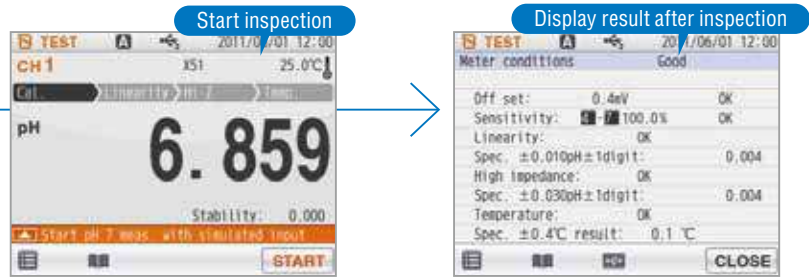 Start inspection
TEST A 2011/06/01 12:00
CH1 X51 25.0℃
Cal. Linearity Hi-Z Temp.
pH
6.859
Stability: 0.000
Start pH 7 meas. with simulated input
START
Display result after inspection
TEST A 2011/06/01 12:00
Meter conditions Good
Off set: 0.4mV OK
Sensitivity: 4-7 100.0% OK
Linearity: OK
Spec. ±0.010pH±1digit: 0.004
High impedance: OK
Spec. ±0.030pH±1digit: 0.004
Temperature: OK
Spec. ±0.4℃ result: 0.1 ℃
CLOSE